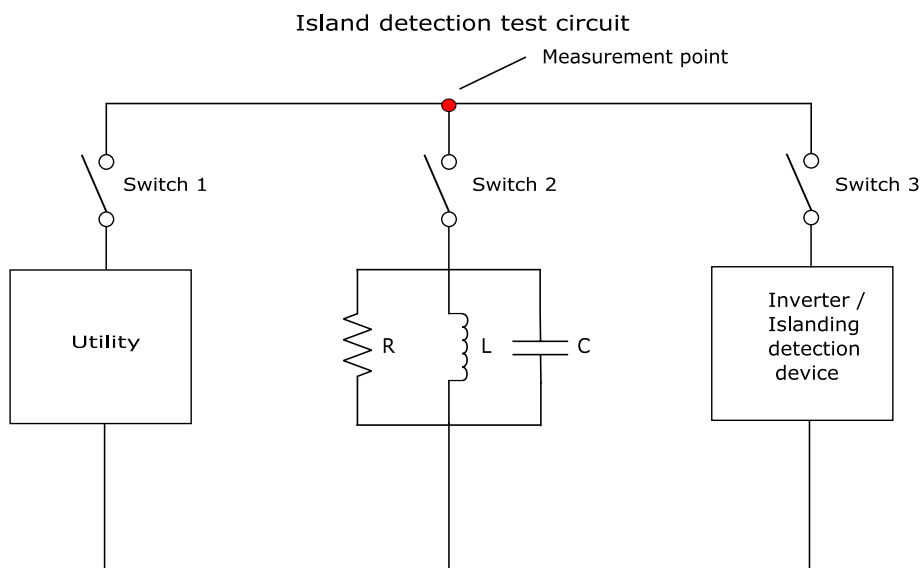 Island detection test circuit
Measurement point
Switch 1
Switch 2
Switch 3
Utility
R
L
C
Inverter /
Islanding
detection
device